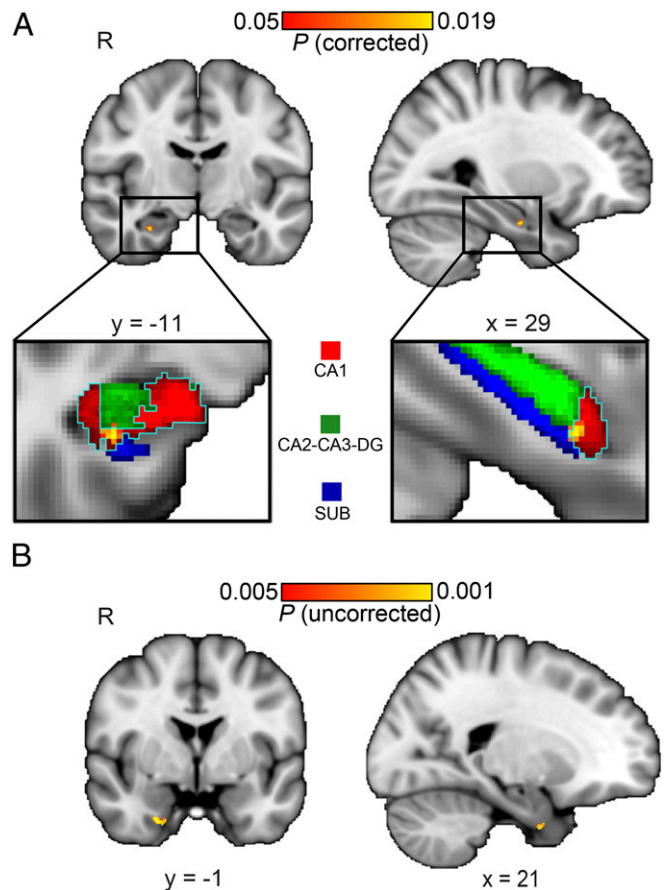 A
0.05 0.019
P (corrected)
R
y = -11
x = 29
CA1
CA2-CA3-DG
SUB
B
0.005 0.001
P (uncorrected)
R
y = -1
x = 21